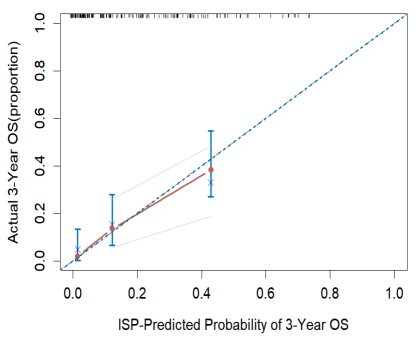 Actual 3-Year OS(proportion)
1.0
0.8
0.6
0.4
0.2
0.0
0.0 0.2 0.4 0.6 0.8 1.0
ISP-Predicted Probability of 3-Year OS